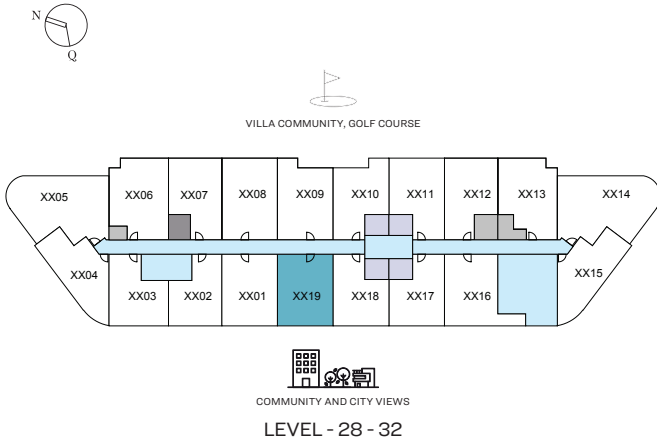 N
Q
VILLA COMMUNITY, GOLF COURSE
XX05 XX06 XX07 XX08 XX09 XX10 XX11 XX12 XX13 XX14
XX04 XX03 XX02 XX01 XX19 XX18 XX17 XX16 XX15
COMMUNITY AND CITY VIEWS
LEVEL - 28 - 32